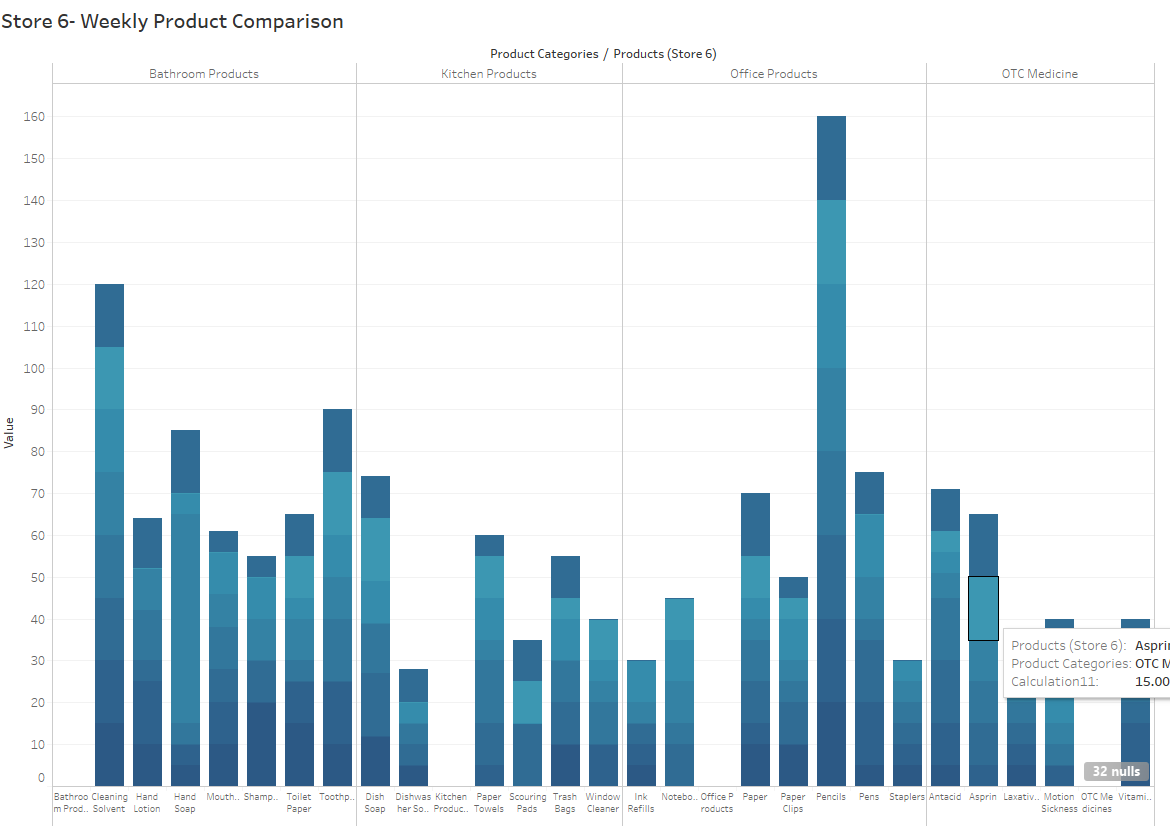 Store 6- Weekly Product Comparison
Product Categories / Products (Store 6)
Bathroom Products Kitchen Products Office Products OTC Medicine
160
150
140
130
120
110
100
90
80
70
60
50
40
30
20
10
0
Value
Products (Store 6): Asprin
Product Categories: OTC M
Calculation11: 15.00
32 nulls
Bathroo Cleaning Hand Hand Mouth.. Shamp.. Toilet Toothp.. Dish Dishwas Kitchen Paper Scouring Trash Window Ink Notebo.. Office P Paper Paper Pencils Pens Staplers Antacid Asprin Laxativ.. Motion OTC Me Vitami..
m Prod.. Solvent Lotion Soap Paper Soap her So.. Produc.. Towels Pads Bags Cleaner Refills roducts Clips Sickness dicines